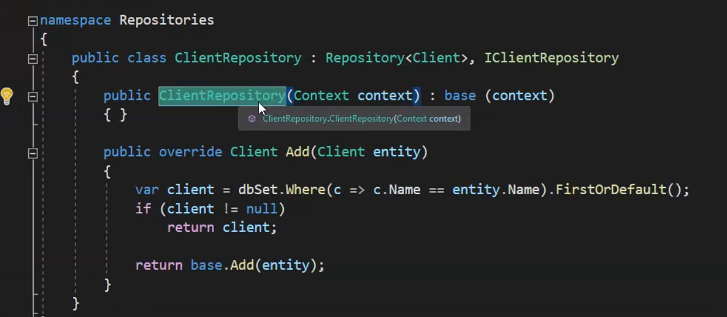 namespace Repositories
{
public class ClientRepository : Repository<Client>, IClientRepository
{
public ClientRepository(Context context) : base (context)
{ }
ClientRepository.ClientRepository(Context context)
public override Client Add(Client entity)
{
var client = dbSet.Where(c => c.Name == entity.Name).FirstOrDefault();
if (client != null)
return client;
return base.Add(entity);
}
}